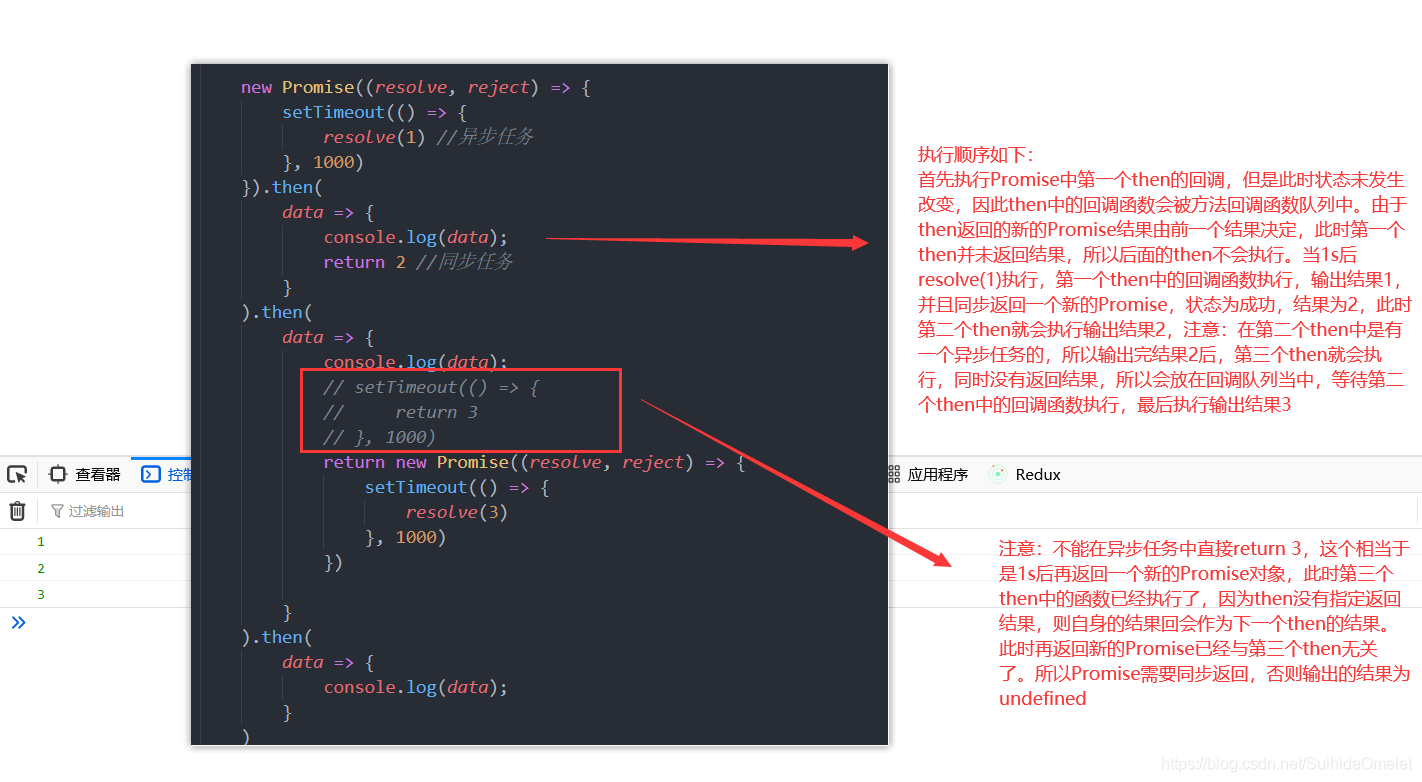 new Promise((resolve, reject) => {
setTimeout(() => {
resolve(1) //异步任务
}, 1000)
}).then(
data => {
console.log(data);
return 2 //同步任务
}
).then(
data => {
console.log(data);
// setTimeout(() => {
//     return 3
// }, 1000)
return new Promise((resolve, reject) => {
setTimeout(() => {
resolve(3)
}, 1000)
})
}
).then(
data => {
console.log(data);
}
)
执行顺序如下：
首先执行Promise中第一个then的回调，但是此时状态未发生
改变，因此then中的回调函数会被方法回调函数队列中。由于
then返回的新的Promise结果由前一个结果决定，此时第一个
then并未返回结果，所以后面的then不会执行。当1s后
resolve(1)执行，第一个then中的回调函数执行，输出结果1，
并且同步返回一个新的Promise，状态为成功，结果为2，此时
第二个then就会执行输出结果2，注意：在第二个then中是有
一个异步任务的，所以输出完结果2后，第三个then就会执
行，同时没有返回结果，所以会放在回调队列当中，等待第二
个then中的回调函数执行，最后执行输出结果3
查看器
控制
应用程序
Redux
过滤输出
1
2
3
注意：不能在异步任务中直接return 3，这个相当于
是1s后再返回一个新的Promise对象，此时第三个
then中的函数已经执行了，因为then没有指定返回
结果，则自身的结果回会作为下一个then的结果。
此时再返回新的Promise已经与第三个then无关
了。所以Promise需要同步返回，否则输出的结果为
undefined
https://blog.csdn.net/SuihideOmelet